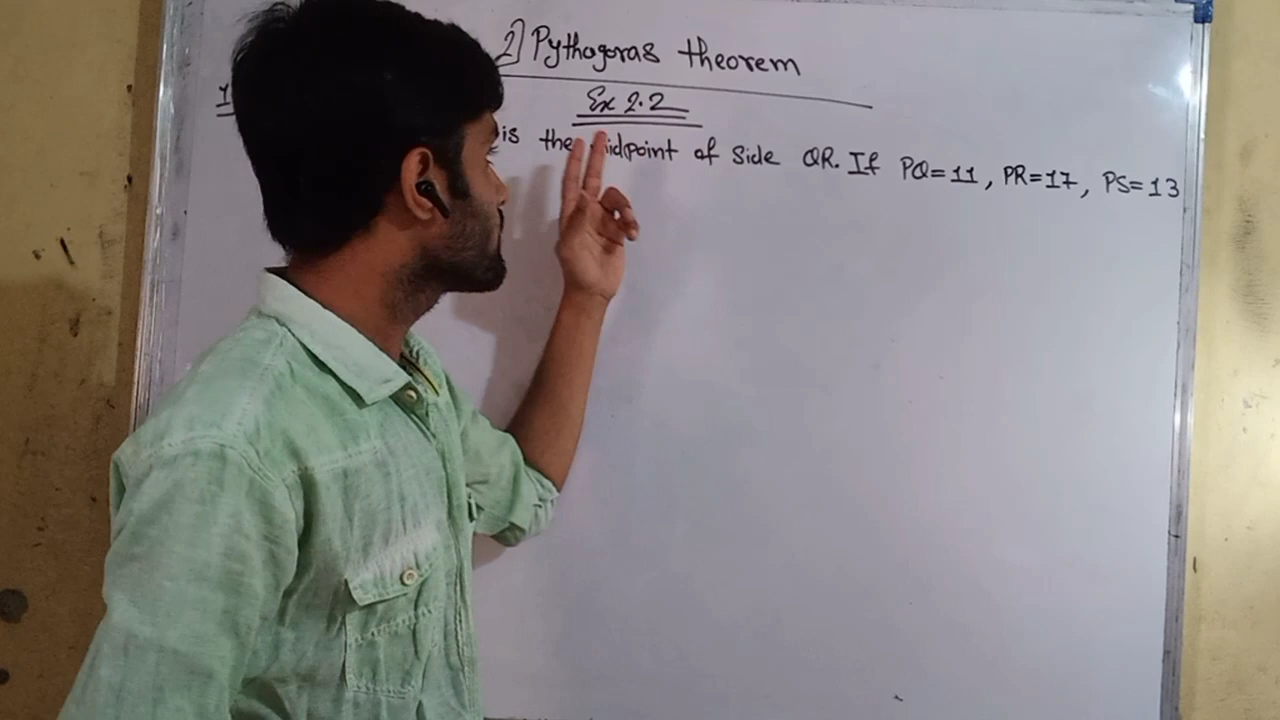 2] Pythagoras theorem
Ex 2.2
1
is the midpoint of Side QR. If PQ=11, PR=17, PS=13